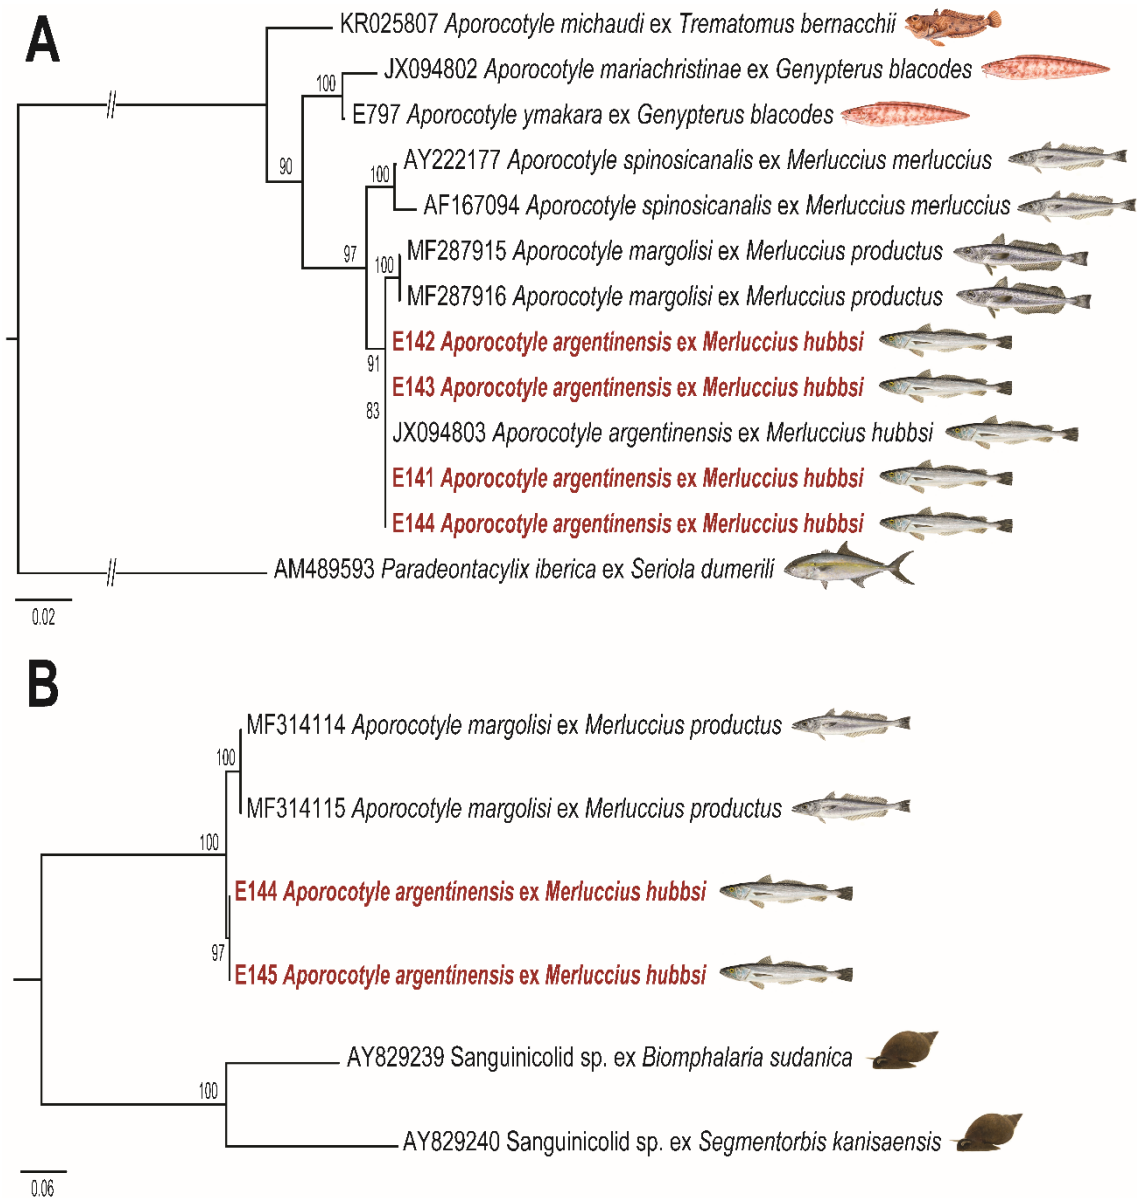 A
KR025807 Aporocotyle michaudi ex Trematomus bernacchii
JX094802 Aporocotyle mariachristinae ex Genypterus blacodes
100
E797 Aporocotyle ymakara ex Genypterus blacodes
90
AY222177 Aporocotyle spinosicanalis ex Merluccius merluccius
100
AF167094 Aporocotyle spinosicanalis ex Merluccius merluccius
97
MF287915 Aporocotyle margolisi ex Merluccius productus
100
MF287916 Aporocotyle margolisi ex Merluccius productus
E142 Aporocotyle argentinensis ex Merluccius hubbsi
91
E143 Aporocotyle argentinensis ex Merluccius hubbsi
83
JX094803 Aporocotyle argentinensis ex Merluccius hubbsi
E141 Aporocotyle argentinensis ex Merluccius hubbsi
E144 Aporocotyle argentinensis ex Merluccius hubbsi
AM489593 Paradeontacylix iberica ex Seriola dumerili
0.02
B
MF314114 Aporocotyle margolisi ex Merluccius productus
100
MF314115 Aporocotyle margolisi ex Merluccius productus
100
E144 Aporocotyle argentinensis ex Merluccius hubbsi
97
E145 Aporocotyle argentinensis ex Merluccius hubbsi
AY829239 Sanguinicolid sp. ex Biomphalaria sudanica
100
AY829240 Sanguinicolid sp. ex Segmentorbis kanisaensis
0.06